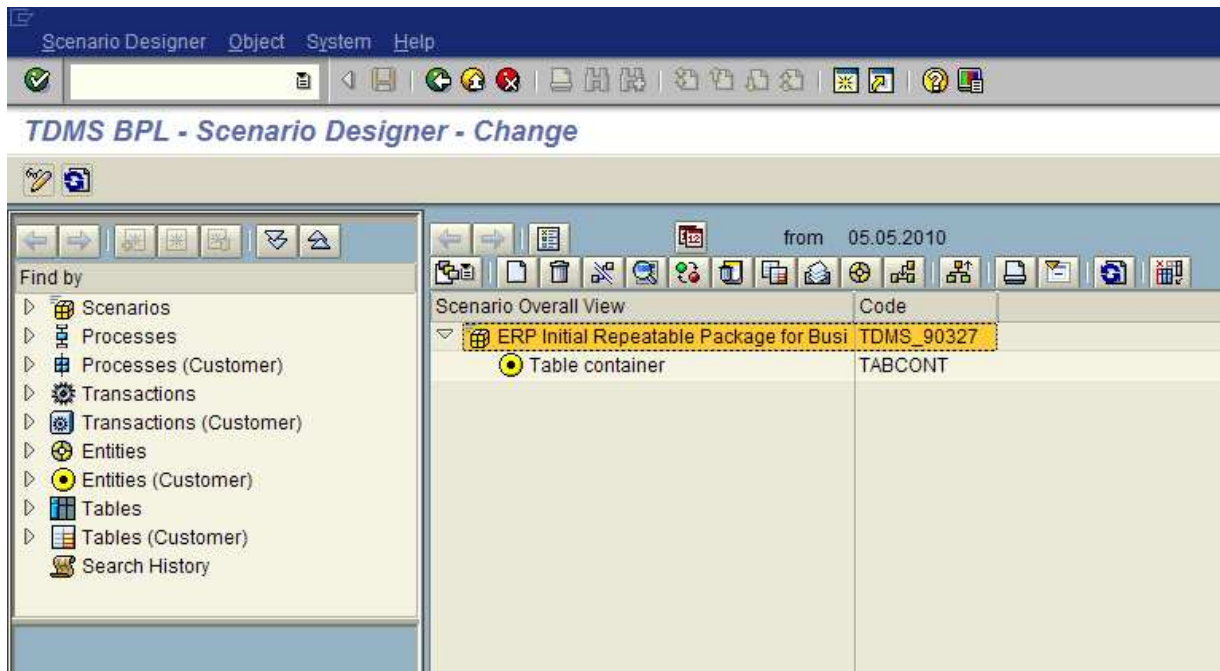 Scenario Designer Object System Help
TDMS BPL - Scenario Designer - Change
from 05.05.2010
Find by
Scenario Overall View Code
Scenarios
ERP Initial Repeatable Package for Busi TDMS_90327
Processes
Table container TABCONT
Processes (Customer)
Transactions
Transactions (Customer)
Entities
Entities (Customer)
Tables
Tables (Customer)
Search History